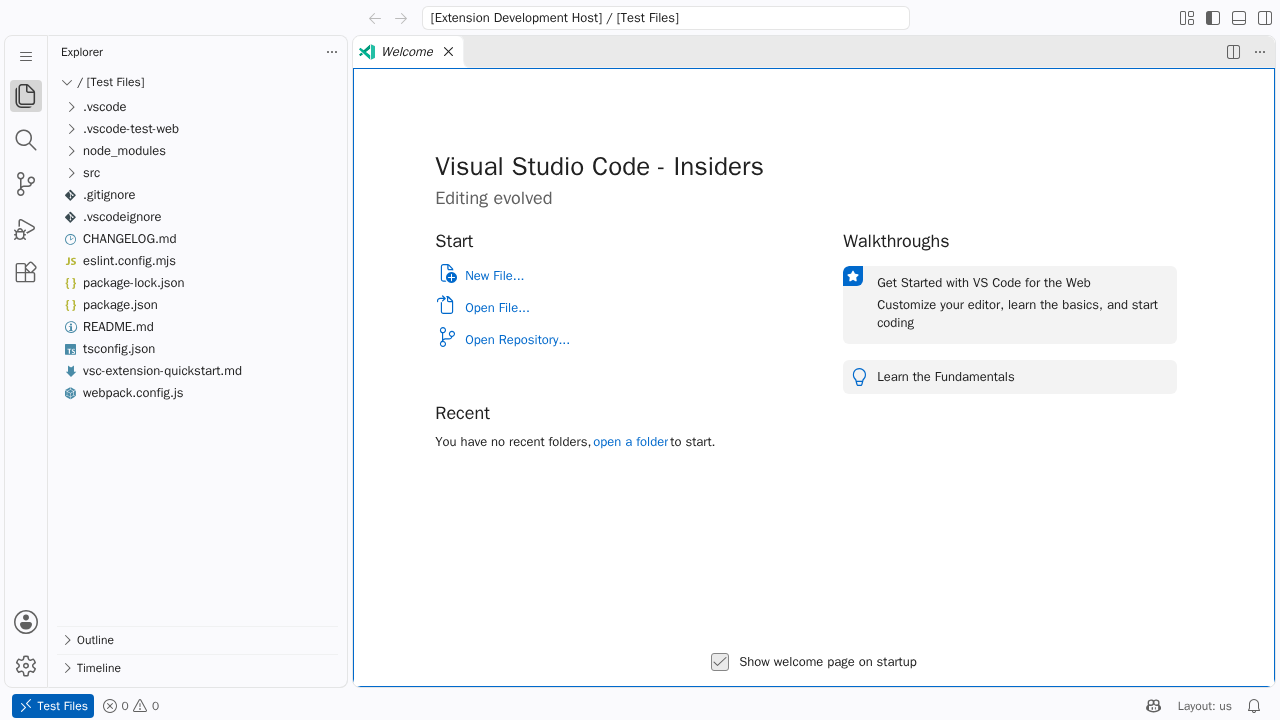 [Extension Development Host] / [Test Files]
Explorer
/ [Test Files]
.vscode
.vscode-test-web
node_modules
src
.gitignore
.vscodeignore
CHANGELOG.md
JS eslint.config.mjs
{ } package-lock.json
{ } package.json
README.md
TS tsconfig.json
vsc-extension-quickstart.md
webpack.config.js
Outline
Timeline
Welcome
Visual Studio Code - Insiders
Editing evolved
Start
New File...
Open File...
Open Repository...
Recent
You have no recent folders, open a folder to start.
Walkthroughs
Get Started with VS Code for the Web
Customize your editor, learn the basics, and start
coding
Learn the Fundamentals
Show welcome page on startup
Test Files 0 0
Layout: us